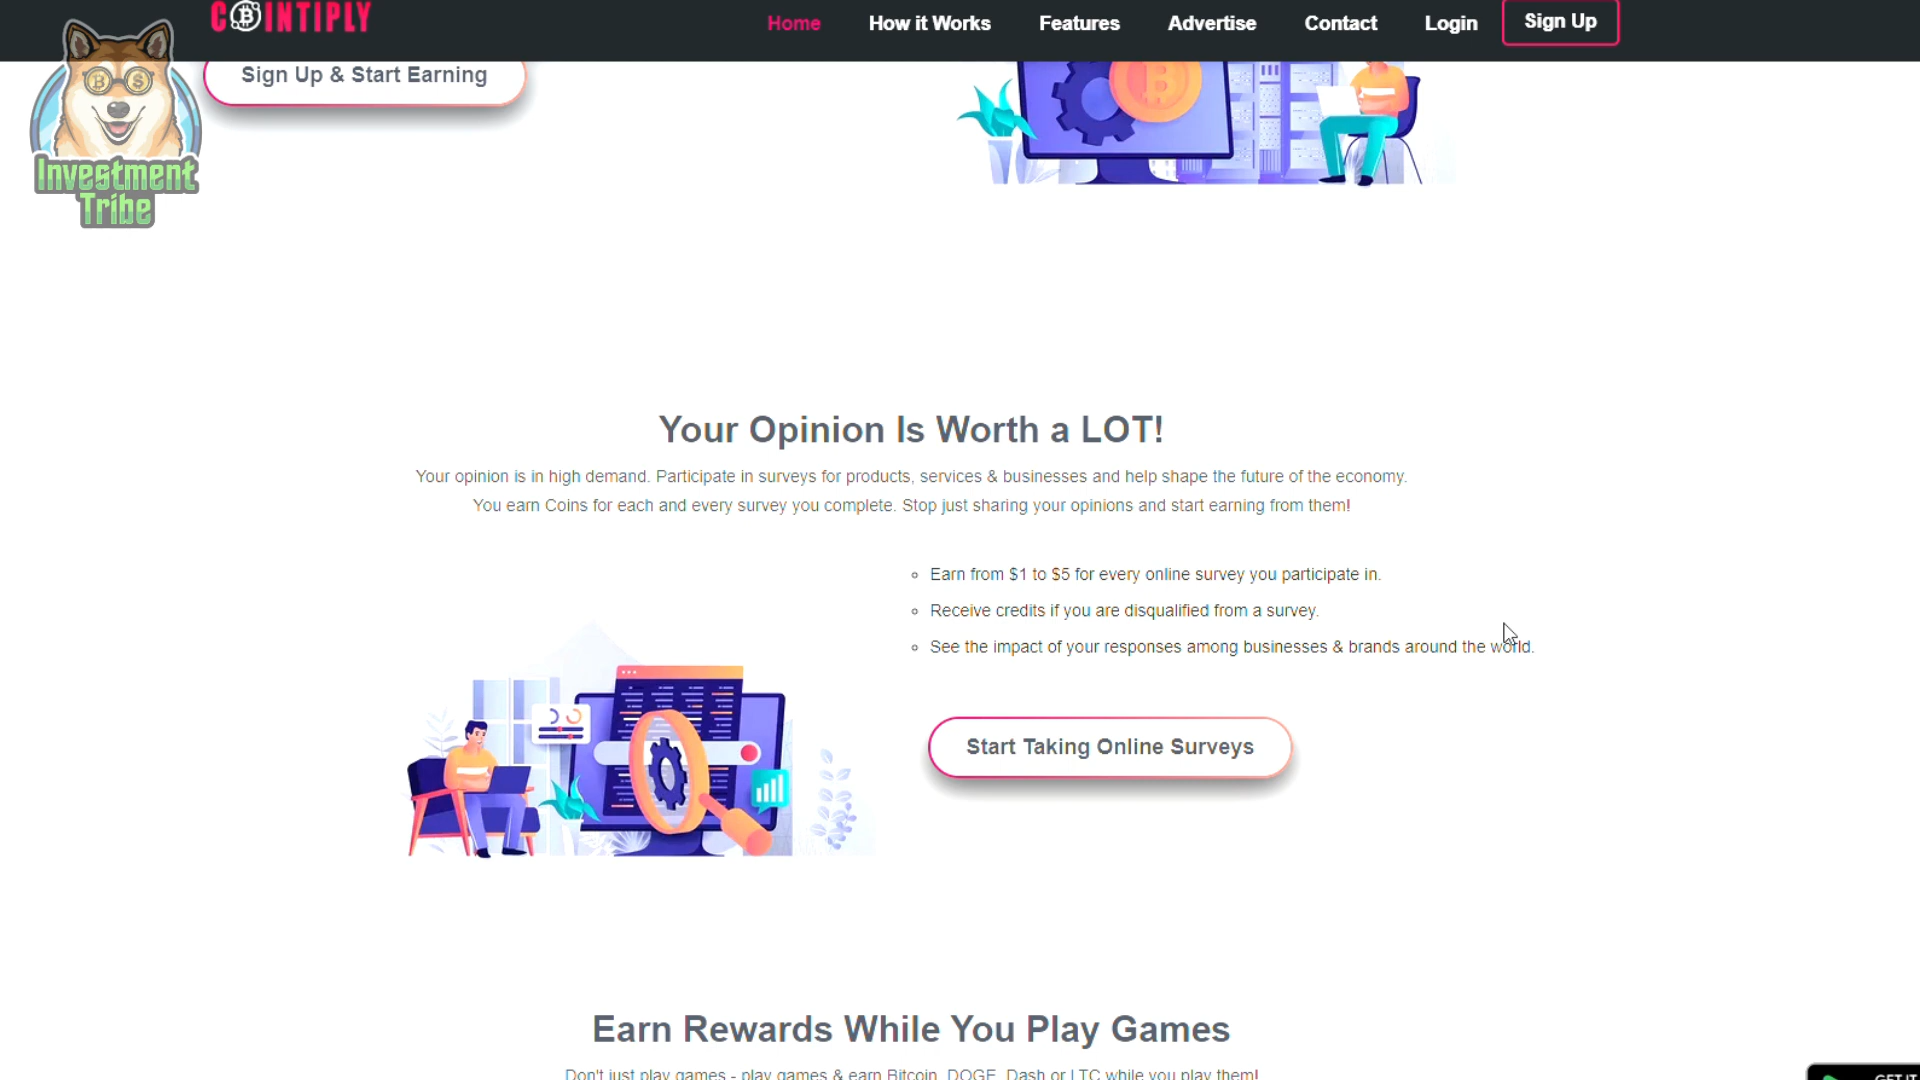 COINTIPLY
Home
How it Works
Features
Advertise
Contact
Login
Sign Up
Sign Up & Start Earning
Investment
Tribe
Your Opinion Is Worth a LOT!
Your opinion is in high demand. Participate in surveys for products, services & businesses and help shape the future of the economy.
You earn Coins for each and every survey you complete. Stop just sharing your opinions and start earning from them!
Earn from $1 to $5 for every online survey you participate in.
Receive credits if you are disqualified from a survey.
See the impact of your responses among businesses & brands around the world.
Start Taking Online Surveys
Earn Rewards While You Play Games
Don't just play games - play games & earn Bitcoin, DOGE, Dash or LTC while you play them!
GET IT